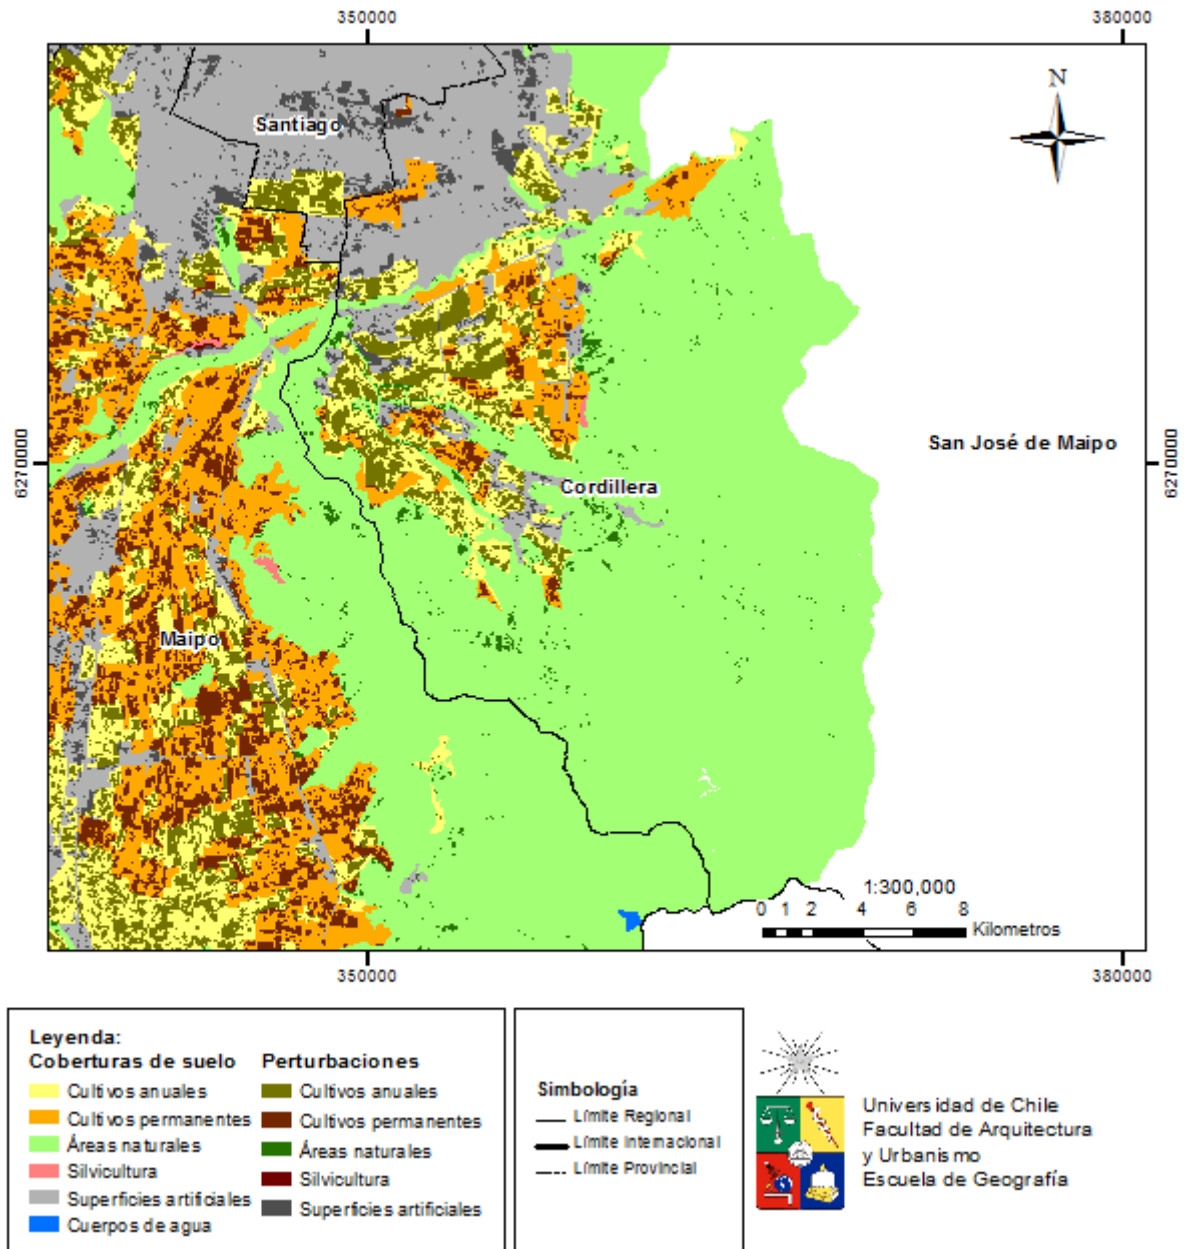 350000 380000
N
Santiago
San José de Maipo
6270000 6270000
Cordillera
Maipo
1:300,000
0 1 2 4 6 8
Kilometros
350000 380000
Leyenda:
Coberturas de suelo
Cultivos anuales
Cultivos permanentes
Áreas naturales
Silvicultura
Superficies artificiales
Cuerpos de agua
Perturbaciones
Cultivos anuales
Cultivos permanentes
Áreas naturales
Silvicultura
Superficies artificiales
Simbología
Límite Regional
Límite Internacional
Límite Provincial
Universidad de Chile
Facultad de Arquitectura
y Urbanismo
Escuela de Geografía